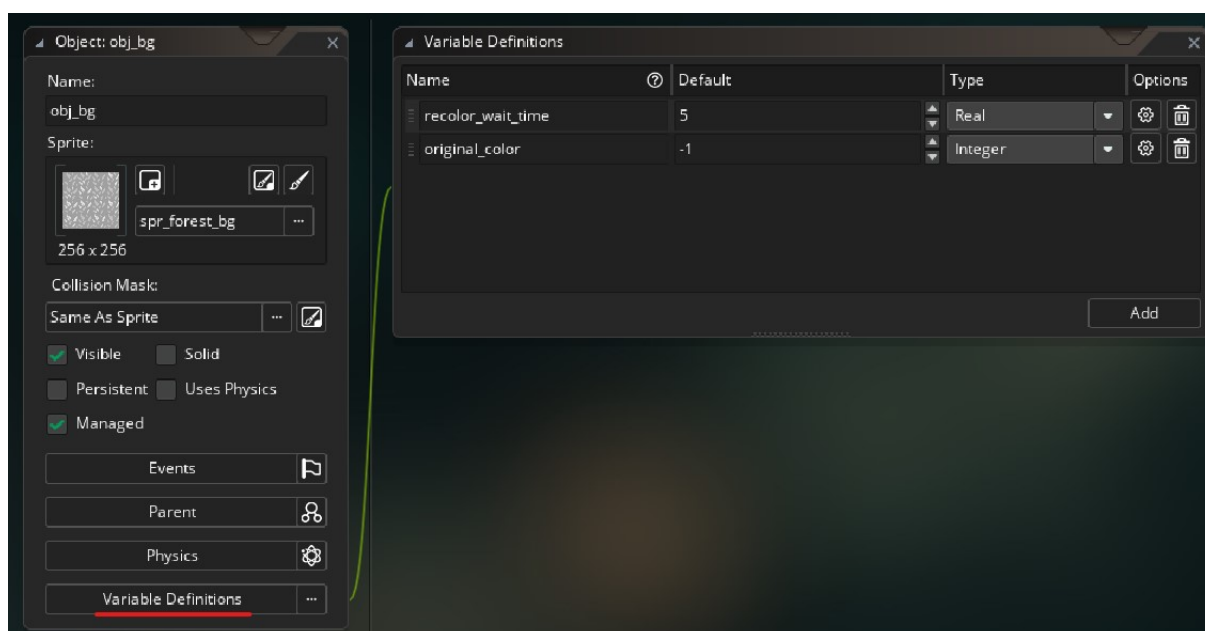 Object: obj_bg
Name:
obj_bg
Sprite:
spr_forest_bg
256 x 256
Collision Mask:
Same As Sprite
Visible Solid
Persistent Uses Physics
Managed
Events
Parent
Physics
Variable Definitions
Variable Definitions
Name Default Type Options
recolor_wait_time 5 Real
original_color -1 Integer
Add